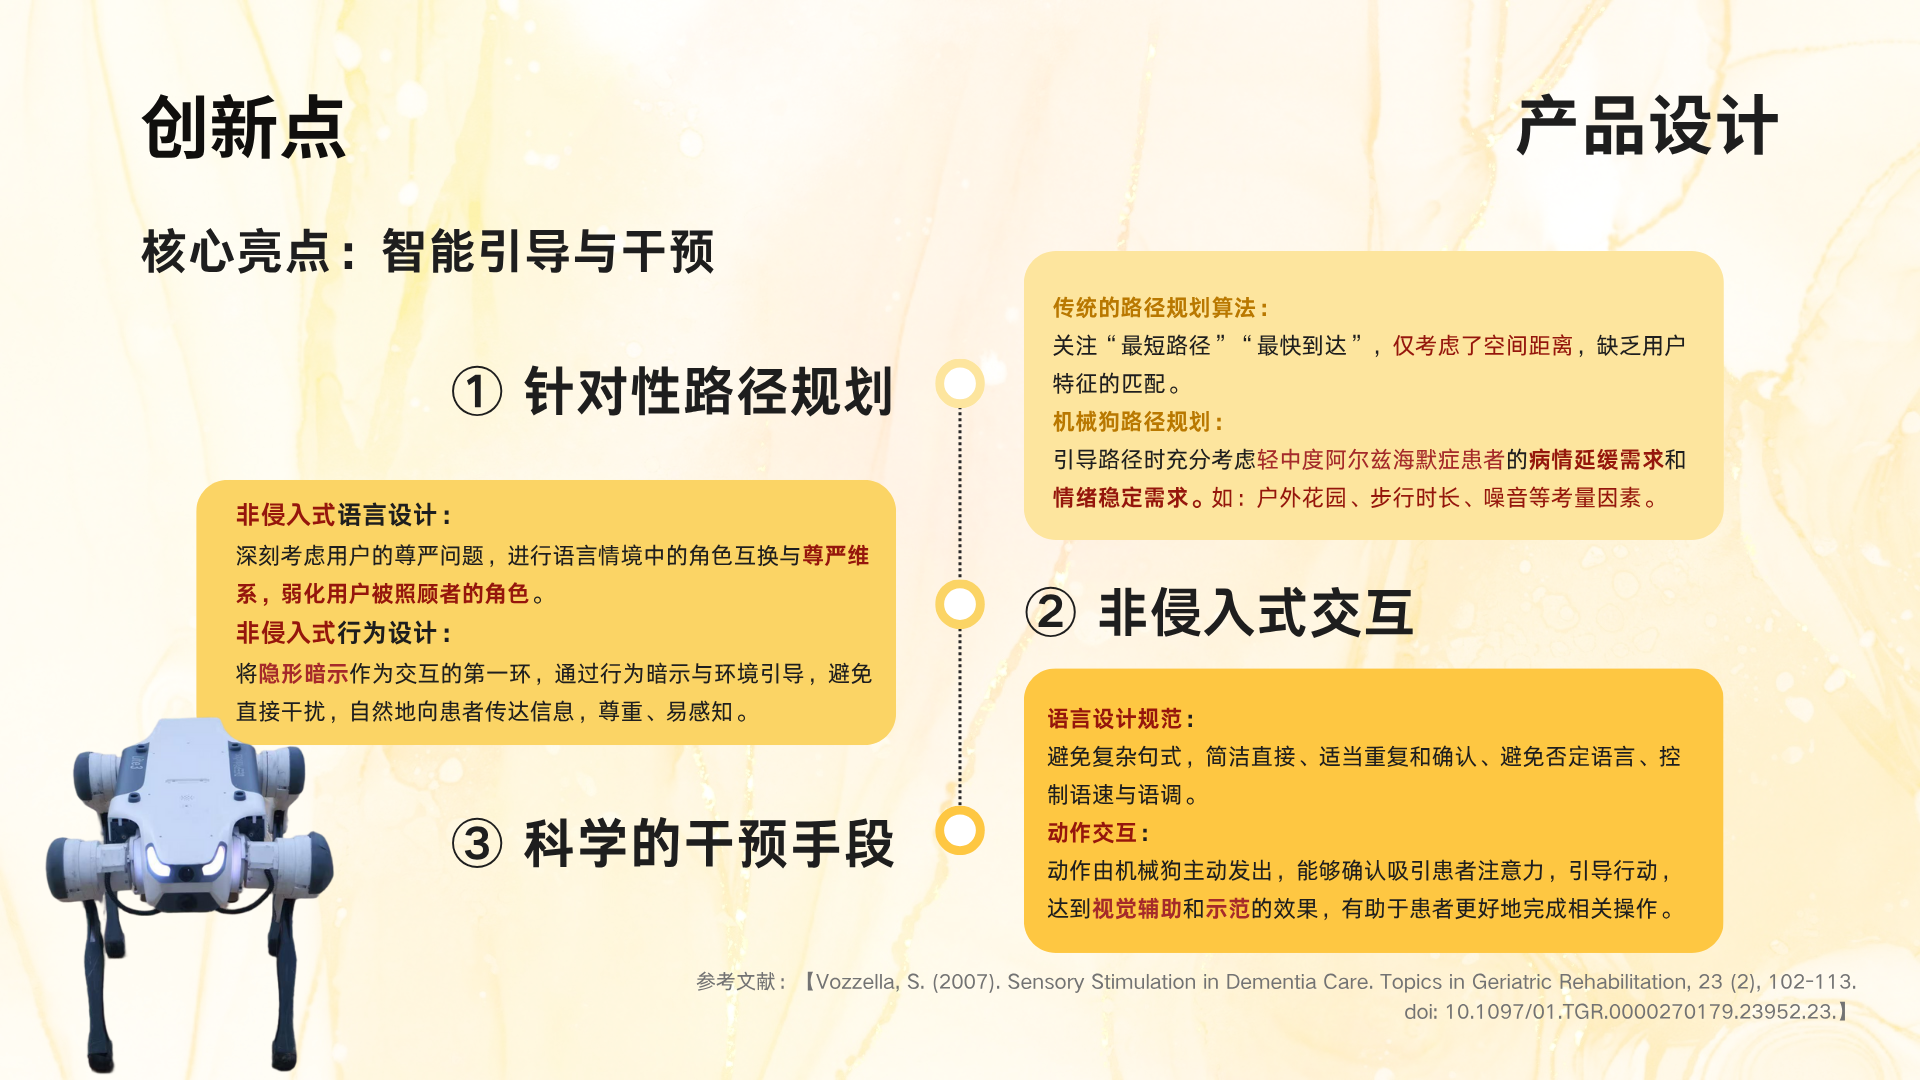 创新点
产品设计
核心亮点：智能引导与干预
① 针对性路径规划
传统的路径规划算法：
关注“最短路径”“最快到达”，仅考虑了空间距离，缺乏用户
特征的匹配。
机械狗路径规划：
引导路径时充分考虑轻中度阿尔兹海默症患者的病情延缓需求和
情绪稳定需求。如：户外花园、步行时长、噪音等考量因素。
② 非侵入式交互
非侵入式语言设计：
深刻考虑用户的尊严问题，进行语言情境中的角色互换与尊严维
系，弱化用户被照顾者的角色。
非侵入式行为设计：
将隐形暗示作为交互的第一环，通过行为暗示与环境引导，避免
直接干扰，自然地向患者传达信息，尊重、易感知。
③ 科学的干预手段
语言设计规范：
避免复杂句式，简洁直接、适当重复和确认、避免否定语言、控
制语速与语调。
动作交互：
动作由机械狗主动发出，能够确认吸引患者注意力，引导行动，
达到视觉辅助和示范的效果，有助于患者更好地完成相关操作。
参考文献：【Vozzella, S. (2007). Sensory Stimulation in Dementia Care. Topics in Geriatric Rehabilitation, 23 (2), 102-113.
doi: 10.1097/01.TGR.0000270179.23952.23.】